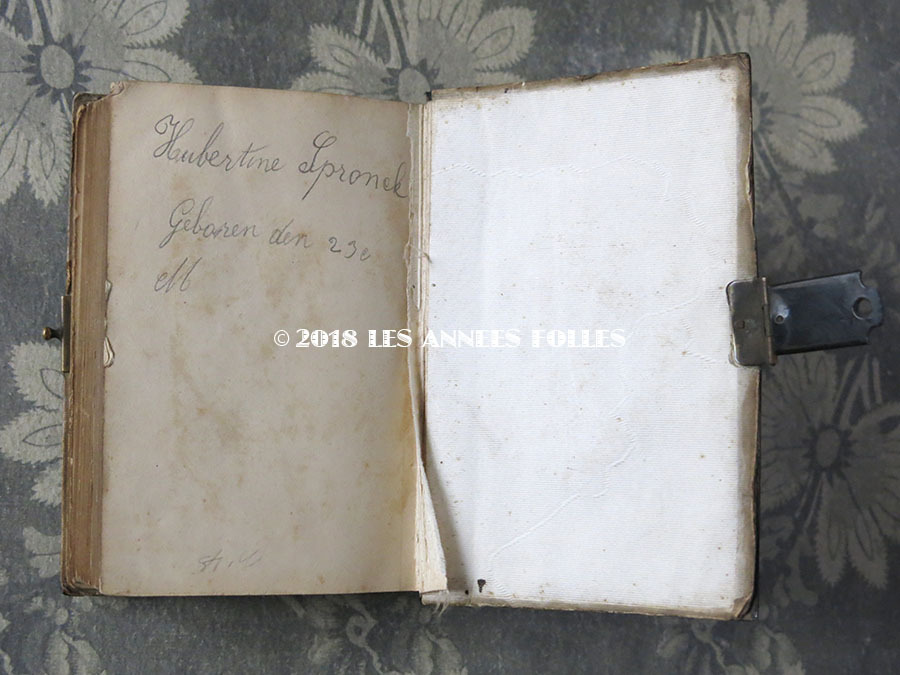 Hubertine Spronck
Geboren den 23e
M
© 2018 LES ANNEES FOLLES